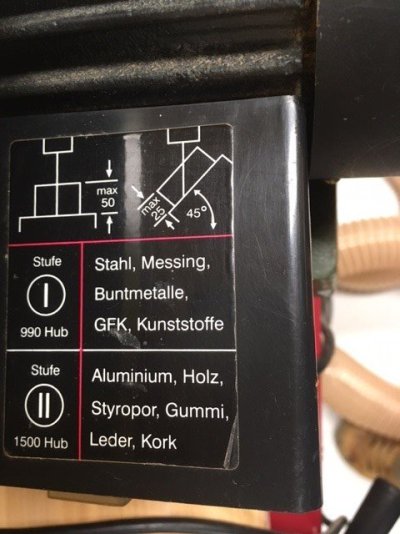 max
50
max
25
45°
Stufe
I
990 Hub
Stahl, Messing,
Buntmetalle,
GFK, Kunststoffe
Stufe
II
1500 Hub
Aluminium, Holz,
Styropor, Gummi,
Leder, Kork